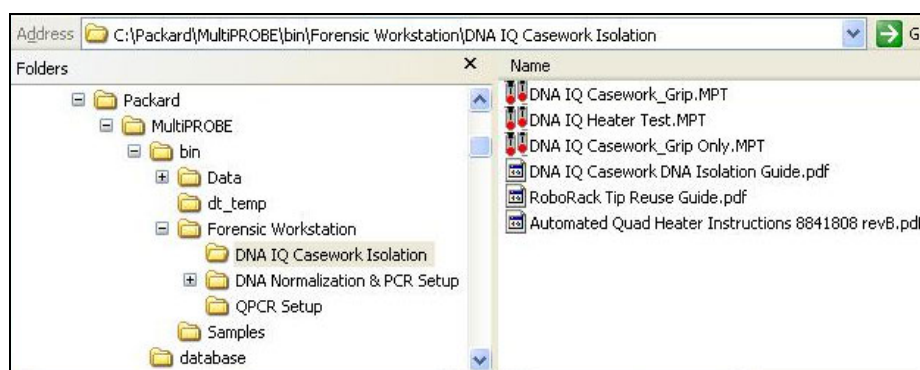 Address C:\Packard\MultiPROBE\bin\Forensic Workstation\DNA IQ Casework Isolation G
Folders
Packard
MultiPROBE
bin
Data
dt_temp
Forensic Workstation
DNA IQ Casework Isolation
DNA Normalization & PCR Setup
QPCR Setup
Samples
database
Name
DNA IQ Casework_Grip.MPT
DNA IQ Heater Test.MPT
DNA IQ Casework_Grip Only.MPT
DNA IQ Casework DNA Isolation Guide.pdf
RoboRack Tip Reuse Guide.pdf
Automated Quad Heater Instructions 8841808 revB.pd